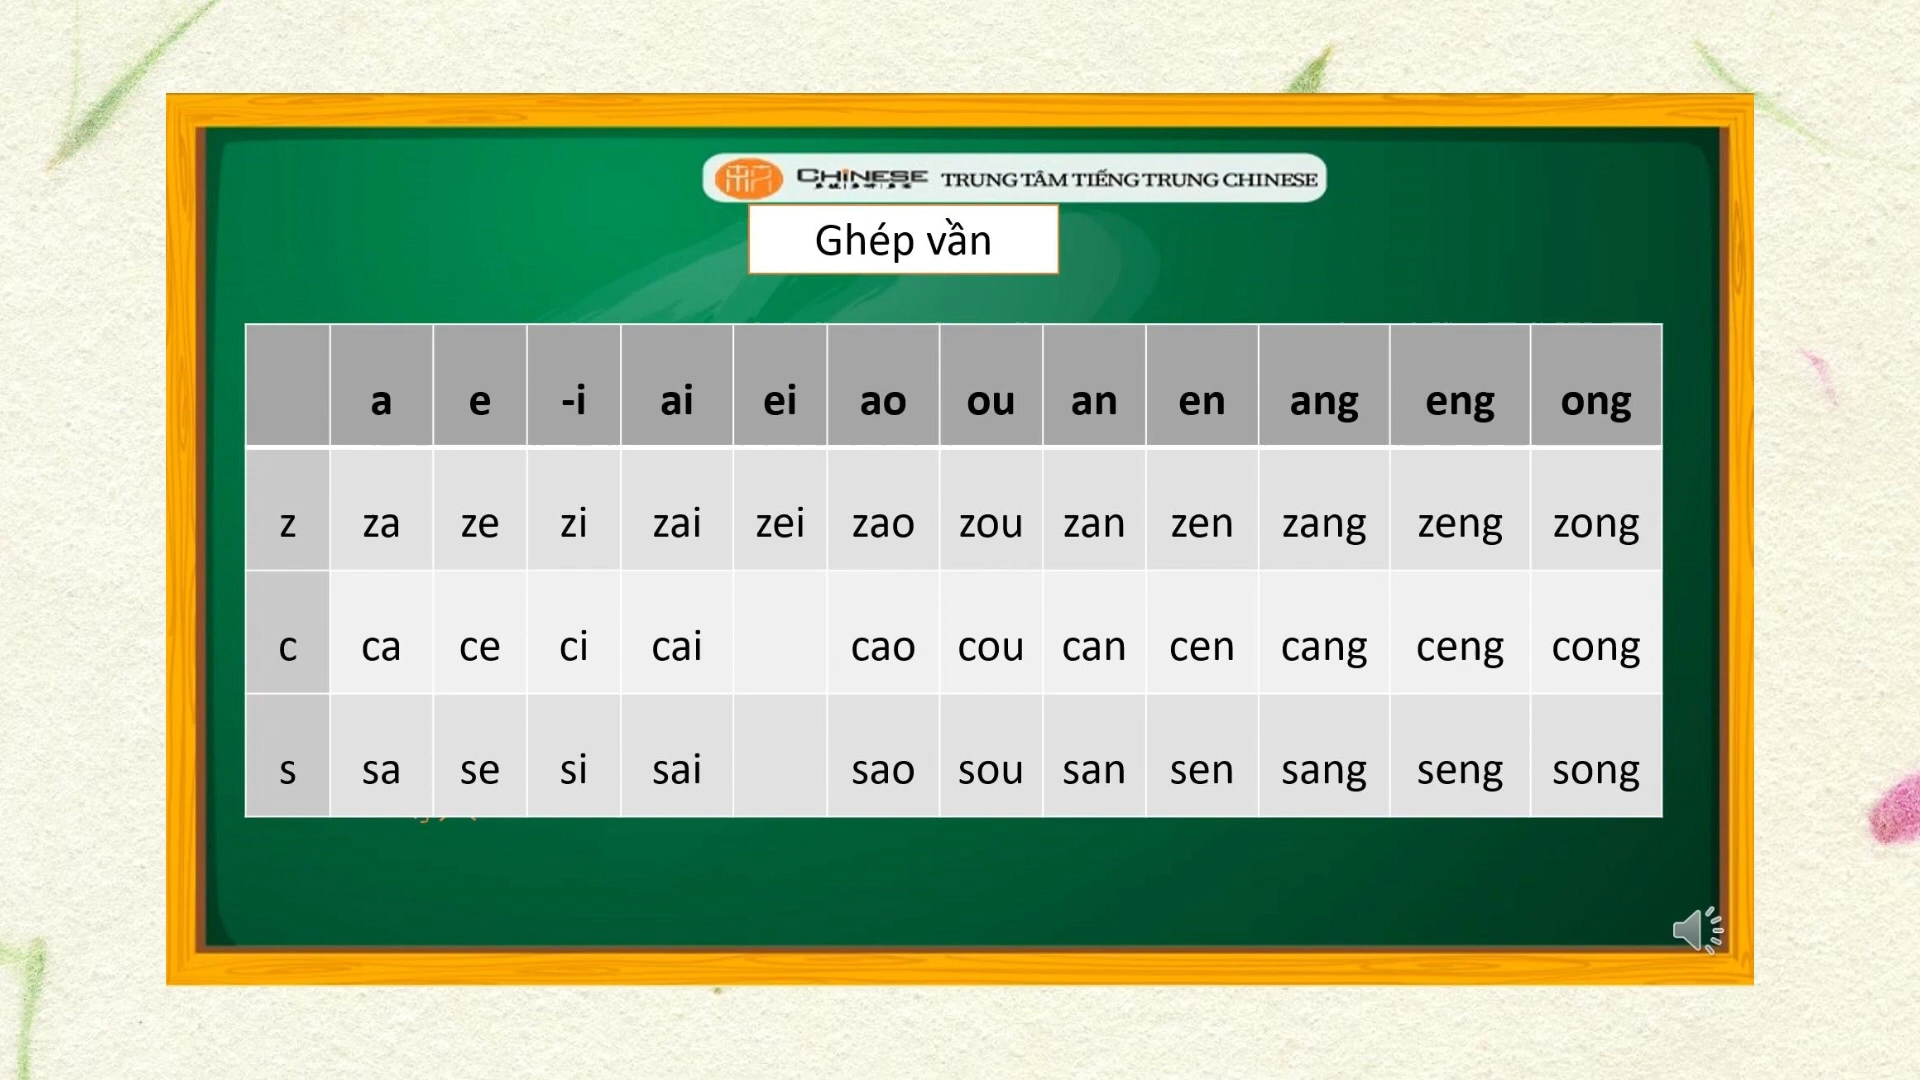 CHINESE TRUNG TÂM TIẾNG TRUNG CHINESE
Ghép vần
a e -i ai ei ao ou an en ang eng ong
z za ze zi zai zei zao zou zan zen zang zeng zong
c ca ce ci cai cao cou can cen cang ceng cong
s sa se si sai sao sou san sen sang seng song